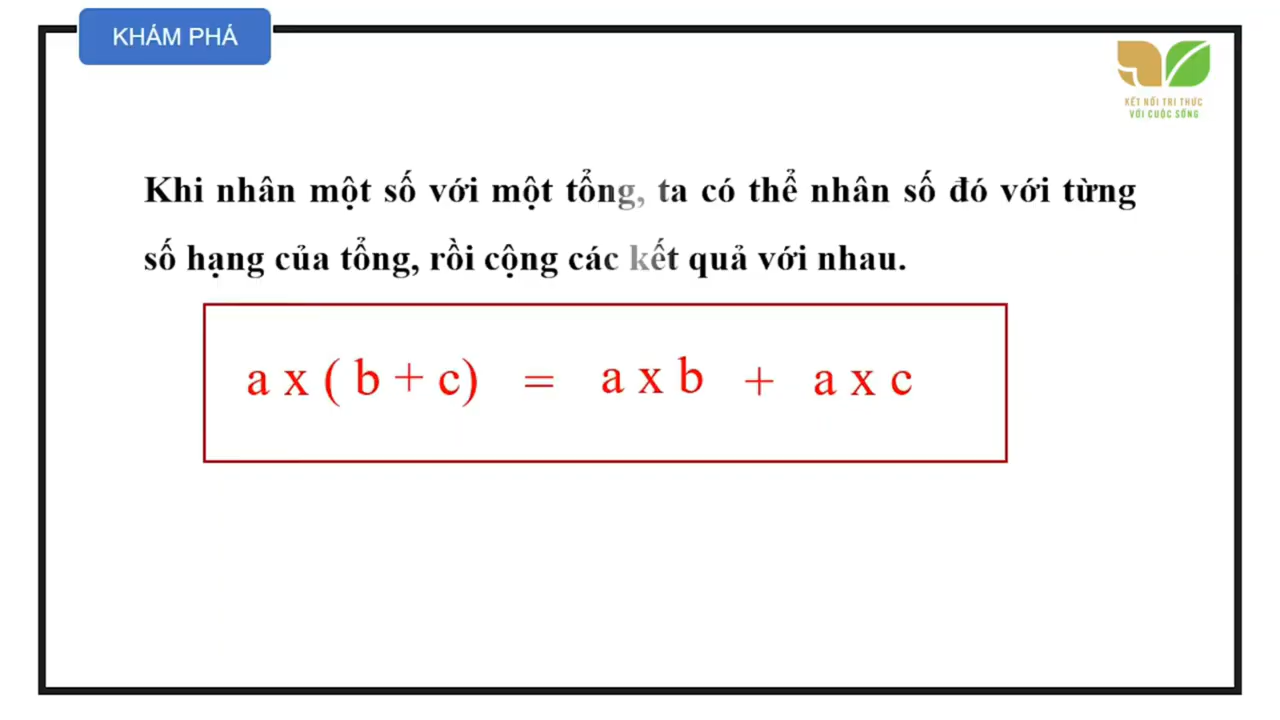 KHÁM PHÁ
KẾT NỐI TRI THỨC
VỚI CUỘC SỐNG
Khi nhân một số với một tổng, ta có thể nhân số đó với từng
số hạng của tổng, rồi cộng các kết quả với nhau.
a x ( b + c) = a x b + a x c